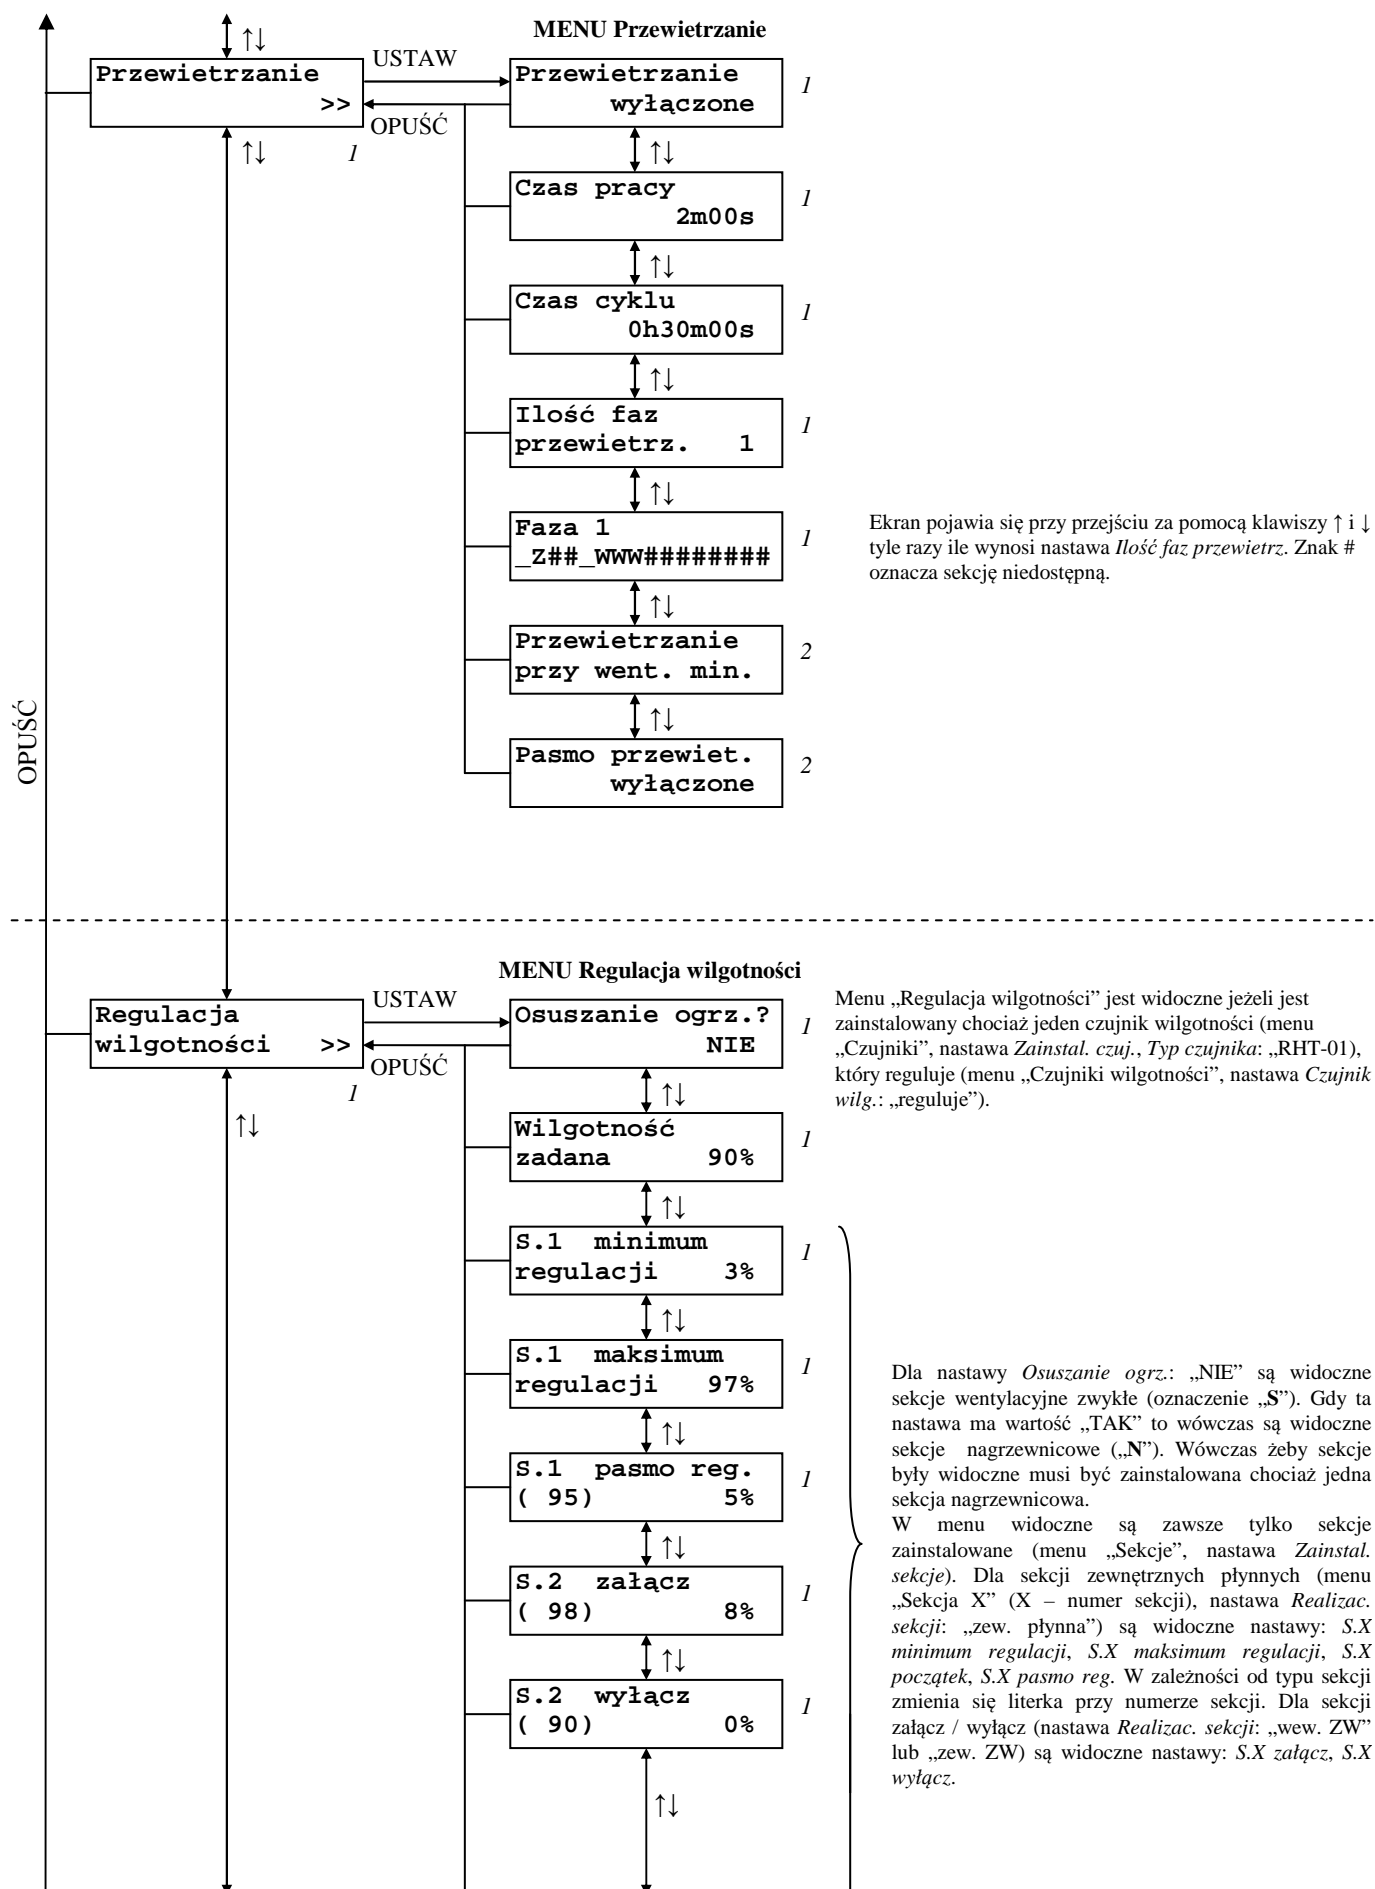 MENU Przewietrzanie
↑↓
Przewietrzanie
>>
USTAW
OPUŚĆ
↑↓
1
Przewietrzanie
wyłączone
1
↑↓
Czas pracy
2m00s
1
↑↓
Czas cyklu
0h30m00s
1
↑↓
Ilość faz
przewietrz. 1
1
↑↓
Faza 1
_Z##_WWW########
1
Ekran pojawia się przy przejściu za pomocą klawiszy ↑ i ↓
tyle razy ile wynosi nastawa Ilość faz przewietrz. Znak #
oznacza sekcję niedostępną.
↑↓
Przewietrzanie
przy went. min.
2
↑↓
Pasmo przewiet.
wyłączone
2
OPUŚĆ
MENU Regulacja wilgotności
Regulacja
wilgotności >>
USTAW
OPUŚĆ
1
↑↓
Osuszanie ogrz.?
NIE
1
Menu „Regulacja wilgotności” jest widoczne jeżeli jest
zainstalowany chociaż jeden czujnik wilgotności (menu
„Czujniki”, nastawa Zainstal. czuj., Typ czujnika: „RHT-01),
który reguluje (menu „Czujniki wilgotności”, nastawa Czujnik
wilg.: „reguluje”).
↑↓
Wilgotność
zadana 90%
1
↑↓
S.1 minimum
regulacji 3%
1
↑↓
S.1 maksimum
regulacji 97%
1
↑↓
S.1 pasmo reg.
( 95) 5%
1
↑↓
S.2 załącz
( 98) 8%
1
↑↓
S.2 wyłącz
( 90) 0%
1
↑↓
Dla nastawy Osuszanie ogrz.: „NIE” są widoczne
sekcje wentylacyjne zwykłe (oznaczenie „S”). Gdy ta
nastawa ma wartość „TAK” to wówczas są widoczne
sekcje nagrzewnicowe („N”). Wówczas żeby sekcje
były widoczne musi być zainstalowana chociaż jedna
sekcja nagrzewnicowa.
W menu widoczne są zawsze tylko sekcje
zainstalowane (menu „Sekcje”, nastawa Zainstal.
sekcje). Dla sekcji zewnętrznych płynnych (menu
„Sekcja X” (X – numer sekcji), nastawa Realizac.
sekcji: „zew. płynna”) są widoczne nastawy: S.X
minimum regulacji, S.X maksimum regulacji, S.X
początek, S.X pasmo reg. W zależności od typu sekcji
zmienia się literka przy numerze sekcji. Dla sekcji
załącz / wyłącz (nastawa Realizac. sekcji: „wew. ZW”
lub „zew. ZW) są widoczne nastawy: S.X załącz, S.X
wyłącz.